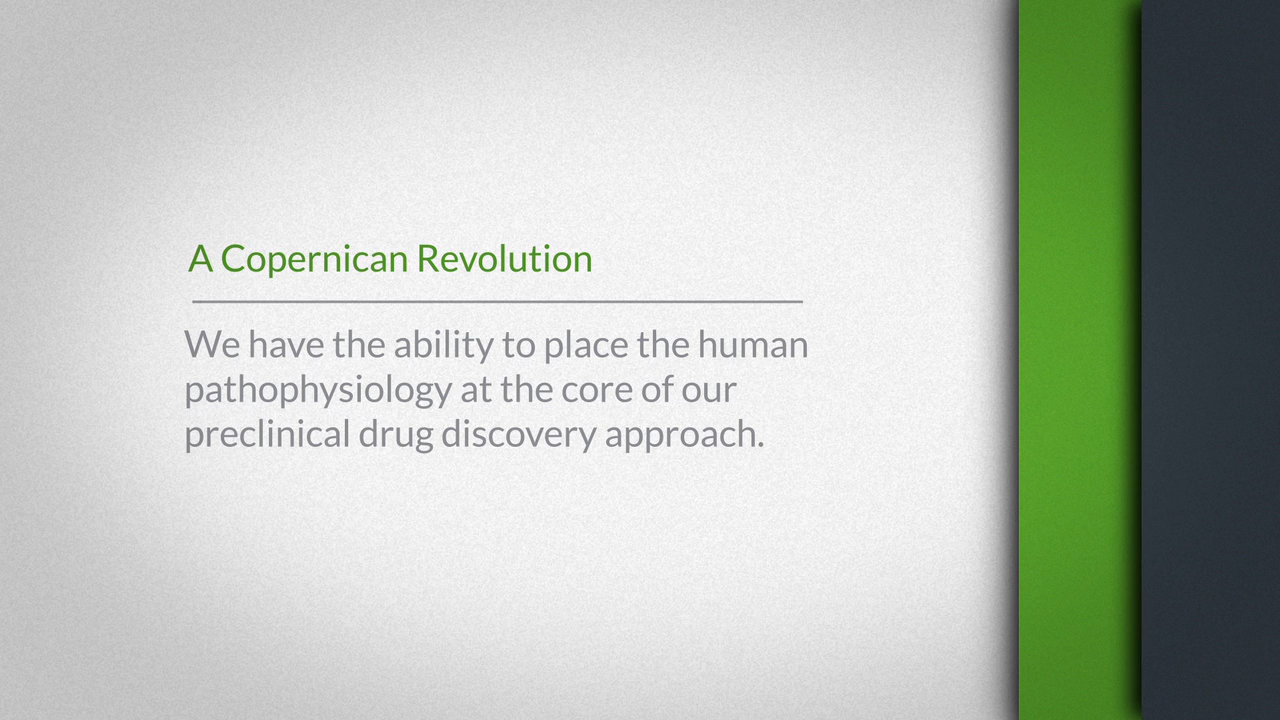 A Copernican Revolution
We have the ability to place the human
pathophysiology at the core of our
preclinical drug discovery approach.